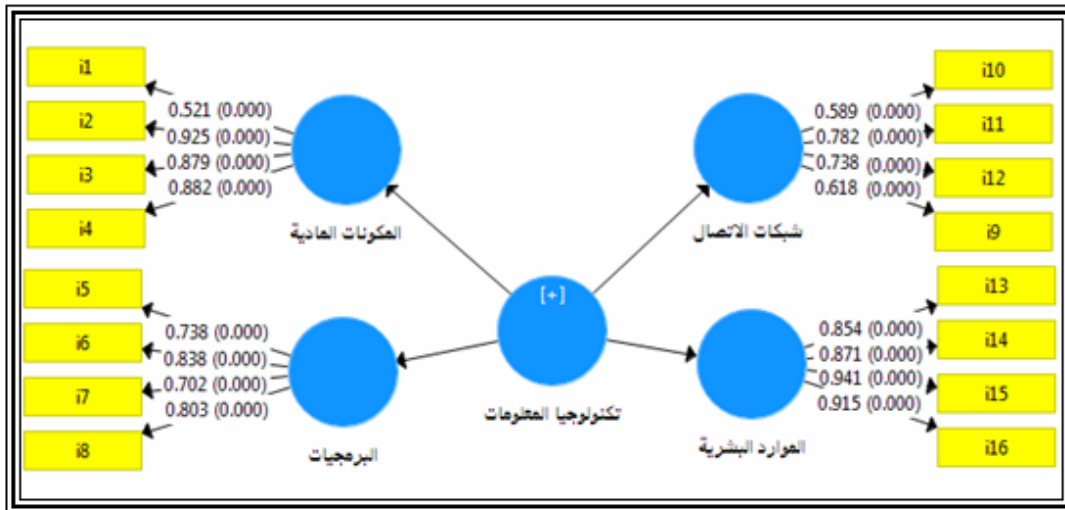 i1
i2
i3
i4
0.521 (0.000)
0.925 (0.000)
0.879 (0.000)
0.882 (0.000)
المكونات المادية
i10
i11
i12
i9
0.589 (0.000)
0.782 (0.000)
0.738 (0.000)
0.618 (0.000)
شبكات الاتصال
[+]
تكنولوجيا المعلومات
i5
i6
i7
i8
0.738 (0.000)
0.838 (0.000)
0.702 (0.000)
0.803 (0.000)
البرمجيات
i13
i14
i15
i16
0.854 (0.000)
0.871 (0.000)
0.941 (0.000)
0.915 (0.000)
الموارد البشرية